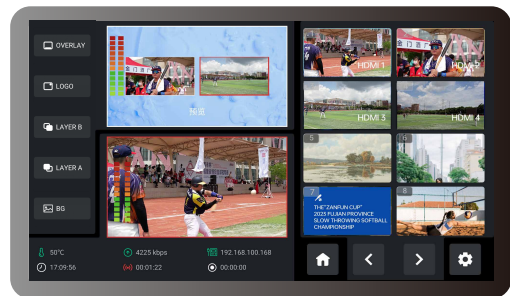 OVERLAY
LOGO
LAYER B
LAYER A
BG
预览
HDMI 1
HDMI 2
HDMI 3
HDMI 4
5
6
7
8
THE"ZANFUN CUP"
2023 FUJIAN PROVINCE
SLOW THROWING SOFTBALL
CHAMPIONSHIP
50°C
4225 kbps
192.168.100.168
17:09:56
00:01:22
00:00:00